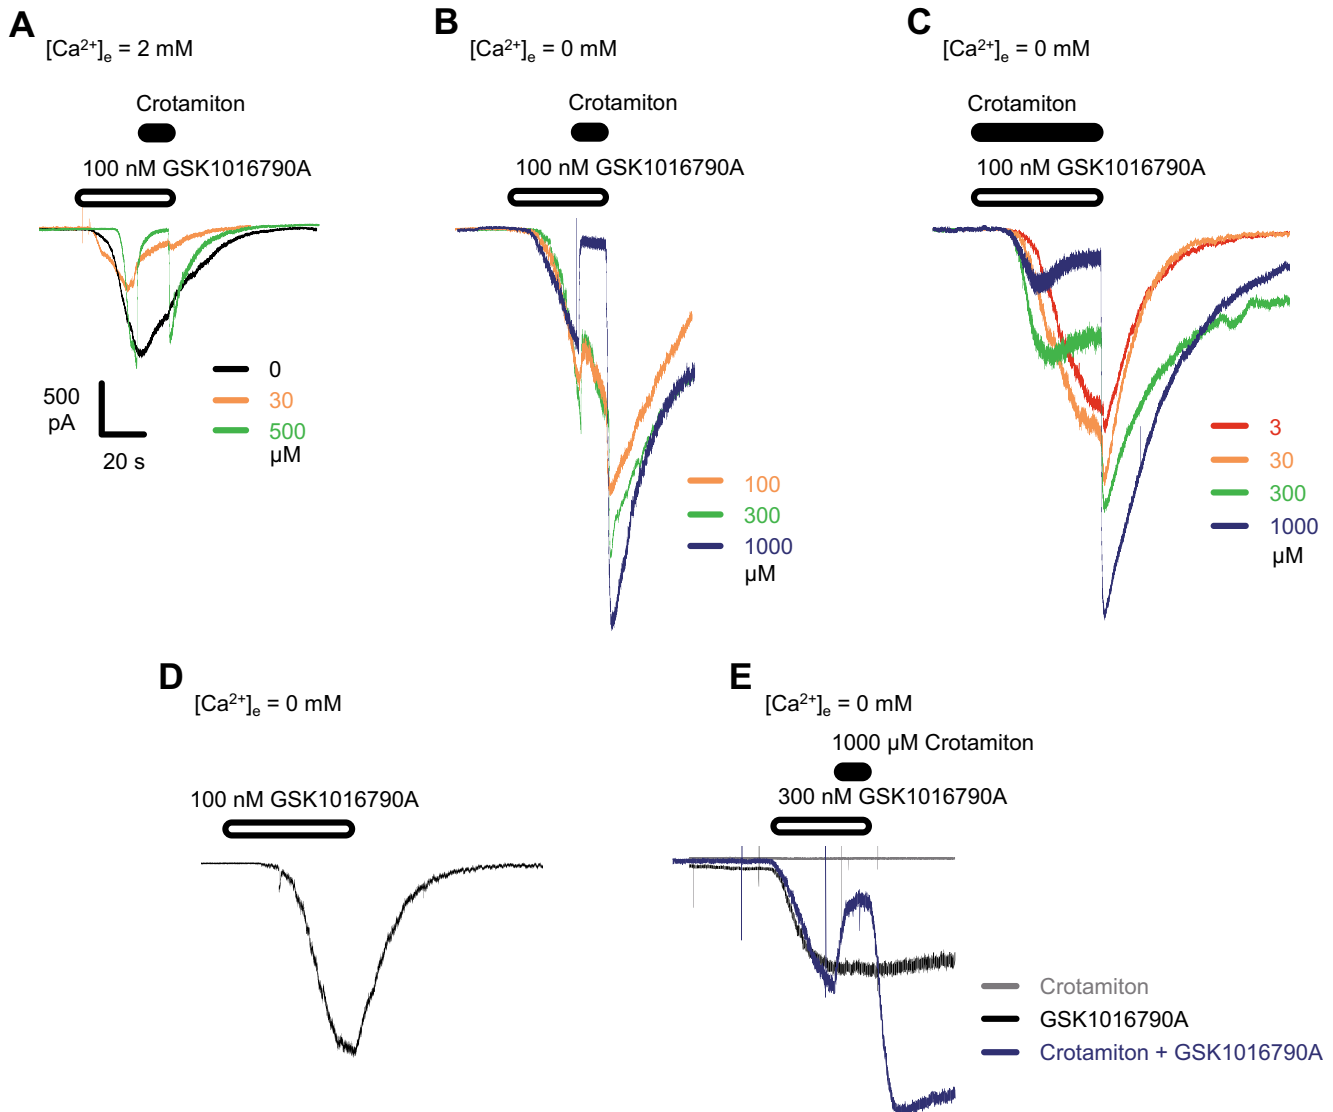 A
[Ca²⁺]ₑ = 2 mM
Crotamiton
100 nM GSK1016790A
500
pA
20 s
0
30
500
µM
B
[Ca²⁺]ₑ = 0 mM
Crotamiton
100 nM GSK1016790A
100
300
1000
µM
C
[Ca²⁺]ₑ = 0 mM
Crotamiton
100 nM GSK1016790A
3
30
300
1000
µM
D
[Ca²⁺]ₑ = 0 mM
100 nM GSK1016790A
E
[Ca²⁺]ₑ = 0 mM
1000 µM Crotamiton
300 nM GSK1016790A
Crotamiton
GSK1016790A
Crotamiton + GSK1016790A